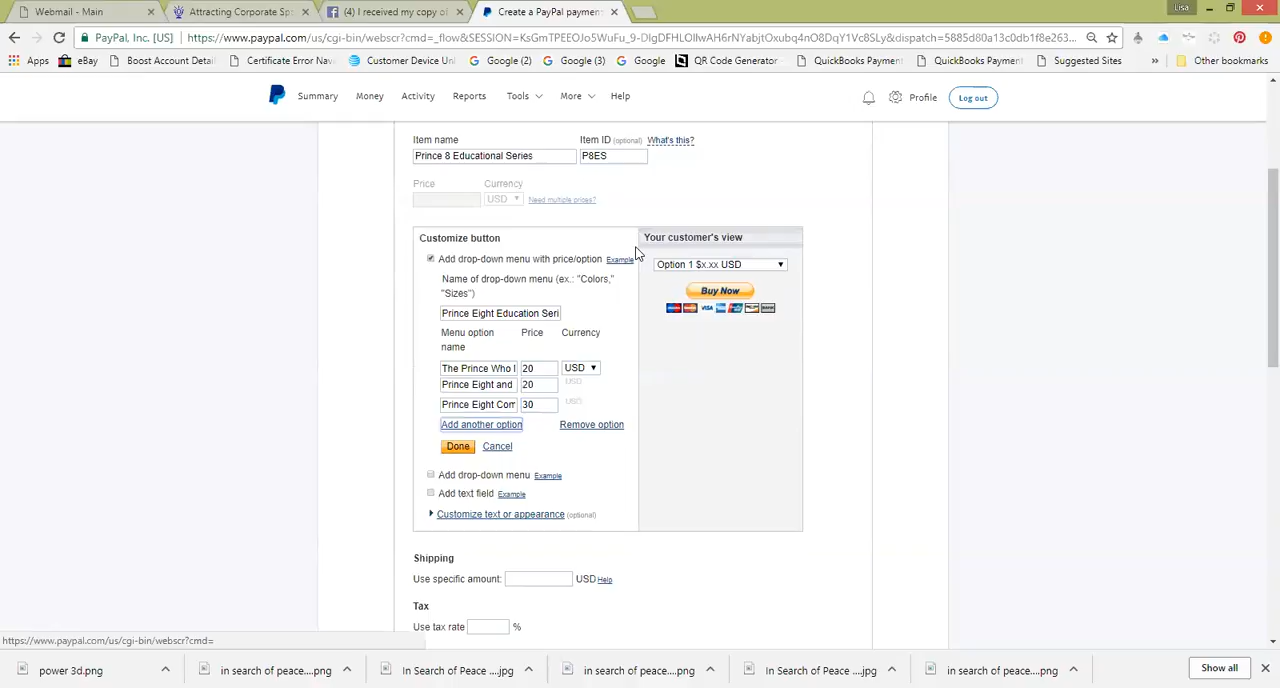 Webmail - Main
Attracting Corporate Sp
(4) I received my copy of
Create a PayPal paymen
Lisa
PayPal, Inc. [US]
https://www.paypal.com/us/cgi-bin/webscr?cmd=_flow&SESSION=KsGmTPEEOJo5WuFu_9-DlgDFHLOllwAH6rNYabjtOxubq4nO8DqY1Vc8SLy&dispatch=5885d80a13c0db1f8e263...
Apps
eBay
Boost Account Detail
Certificate Error Nav
Customer Device Uni
Google (2)
Google (3)
Google
QR Code Generator
QuickBooks Payment
QuickBooks Payment
Suggested Sites
»
Other bookmarks
Summary
Money
Activity
Reports
Tools
More
Help
Profile
Log out
Item name
Item ID (optional) What's this?
Prince 8 Educational Series
P8ES
Price
Currency
USD
Need multiple prices?
Customize button
Your customer's view
Add drop-down menu with price/option Example
Option 1 $x.xx USD
Name of drop-down menu (ex.: "Colors,"
"Sizes")
Buy Now
VISA
Prince Eight Education Seri
Menu option
name
Price
Currency
The Prince Who I
20
USD
Prince Eight and
20
USD
Prince Eight Com
30
USD
Add another option
Remove option
Done
Cancel
Add drop-down menu Example
Add text field Example
Customize text or appearance (optional)
Shipping
Use specific amount:
USD Help
Tax
Use tax rate
%
https://www.paypal.com/us/cgi-bin/webscr?cmd=
power 3d.png
in search of peace....png
In Search of Peace ....jpg
in search of peace....png
In Search of Peace ....jpg
in search of peace....png
Show all